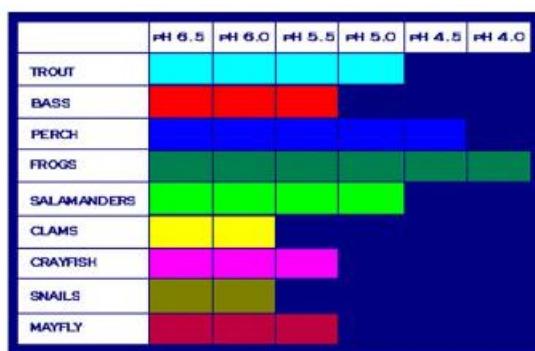 pH 6.5 pH 6.0 pH 5.5 pH 5.0 pH 4.5 pH 4.0
TROUT
BASS
PERCH
FROGS
SALAMANDERS
CLAMS
CRAYFISH
SNAILS
MAYFLY